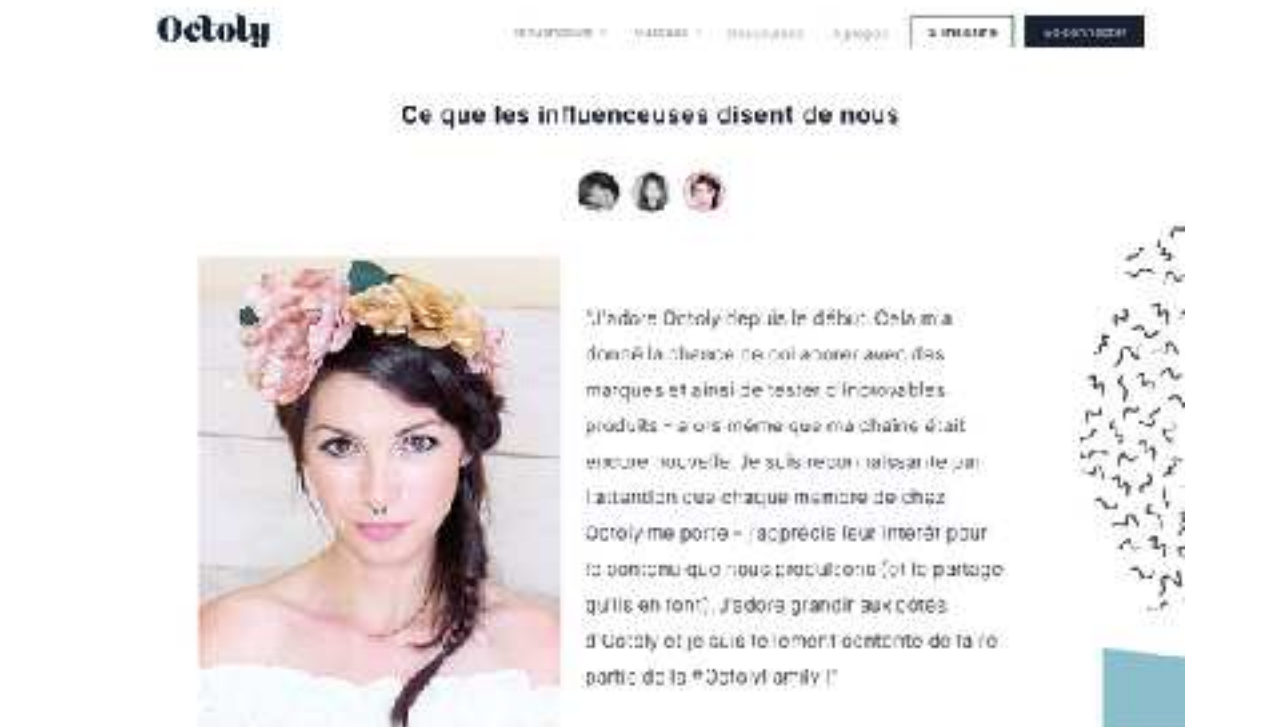 Octoly
S'inscrire
Se connecter
Ce que les influenceuses disent de nous
"J'adore Octoly depuis le début. Cela m'a
donné la chance de collaborer avec des
marques et ainsi de tester d'incroyables
produits - alors même que ma chaîne était
encore nouvelle. Je suis reconnaissante par
l'attention que chaque membre de chez
Octoly me porte - j'apprécie leur intérêt pour
le contenu que nous produisons (et le partage
qu'ils en font). J'adore grandir aux côtés
d'Octoly et je suis tellement contente de faire
partie de la #OctolyFamily !"